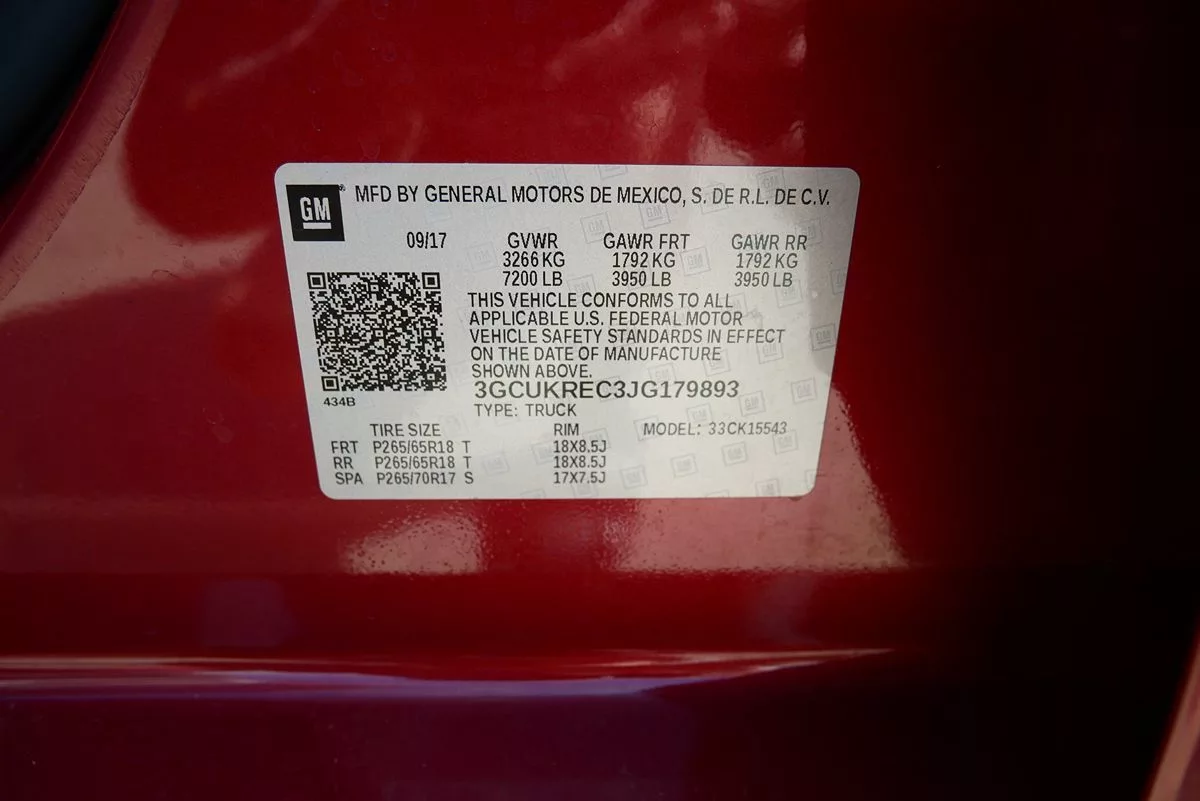 GM® MFD BY GENERAL MOTORS DE MEXICO, S. DE R.L. DE C.V.
09/17 GVWR GAWR FRT GAWR RR
3266 KG 1792 KG 1792 KG
7200 LB 3950 LB 3950 LB
THIS VEHICLE CONFORMS TO ALL
APPLICABLE U.S. FEDERAL MOTOR
VEHICLE SAFETY STANDARDS IN EFFECT
ON THE DATE OF MANUFACTURE
SHOWN ABOVE.
3GCUKREC3JG179893
434B
TYPE: TRUCK
TIRE SIZE RIM MODEL: 33CK15543
FRT P265/65R18 T 18X8.5J
RR P265/65R18 T 18X8.5J
SPA P265/70R17 S 17X7.5J